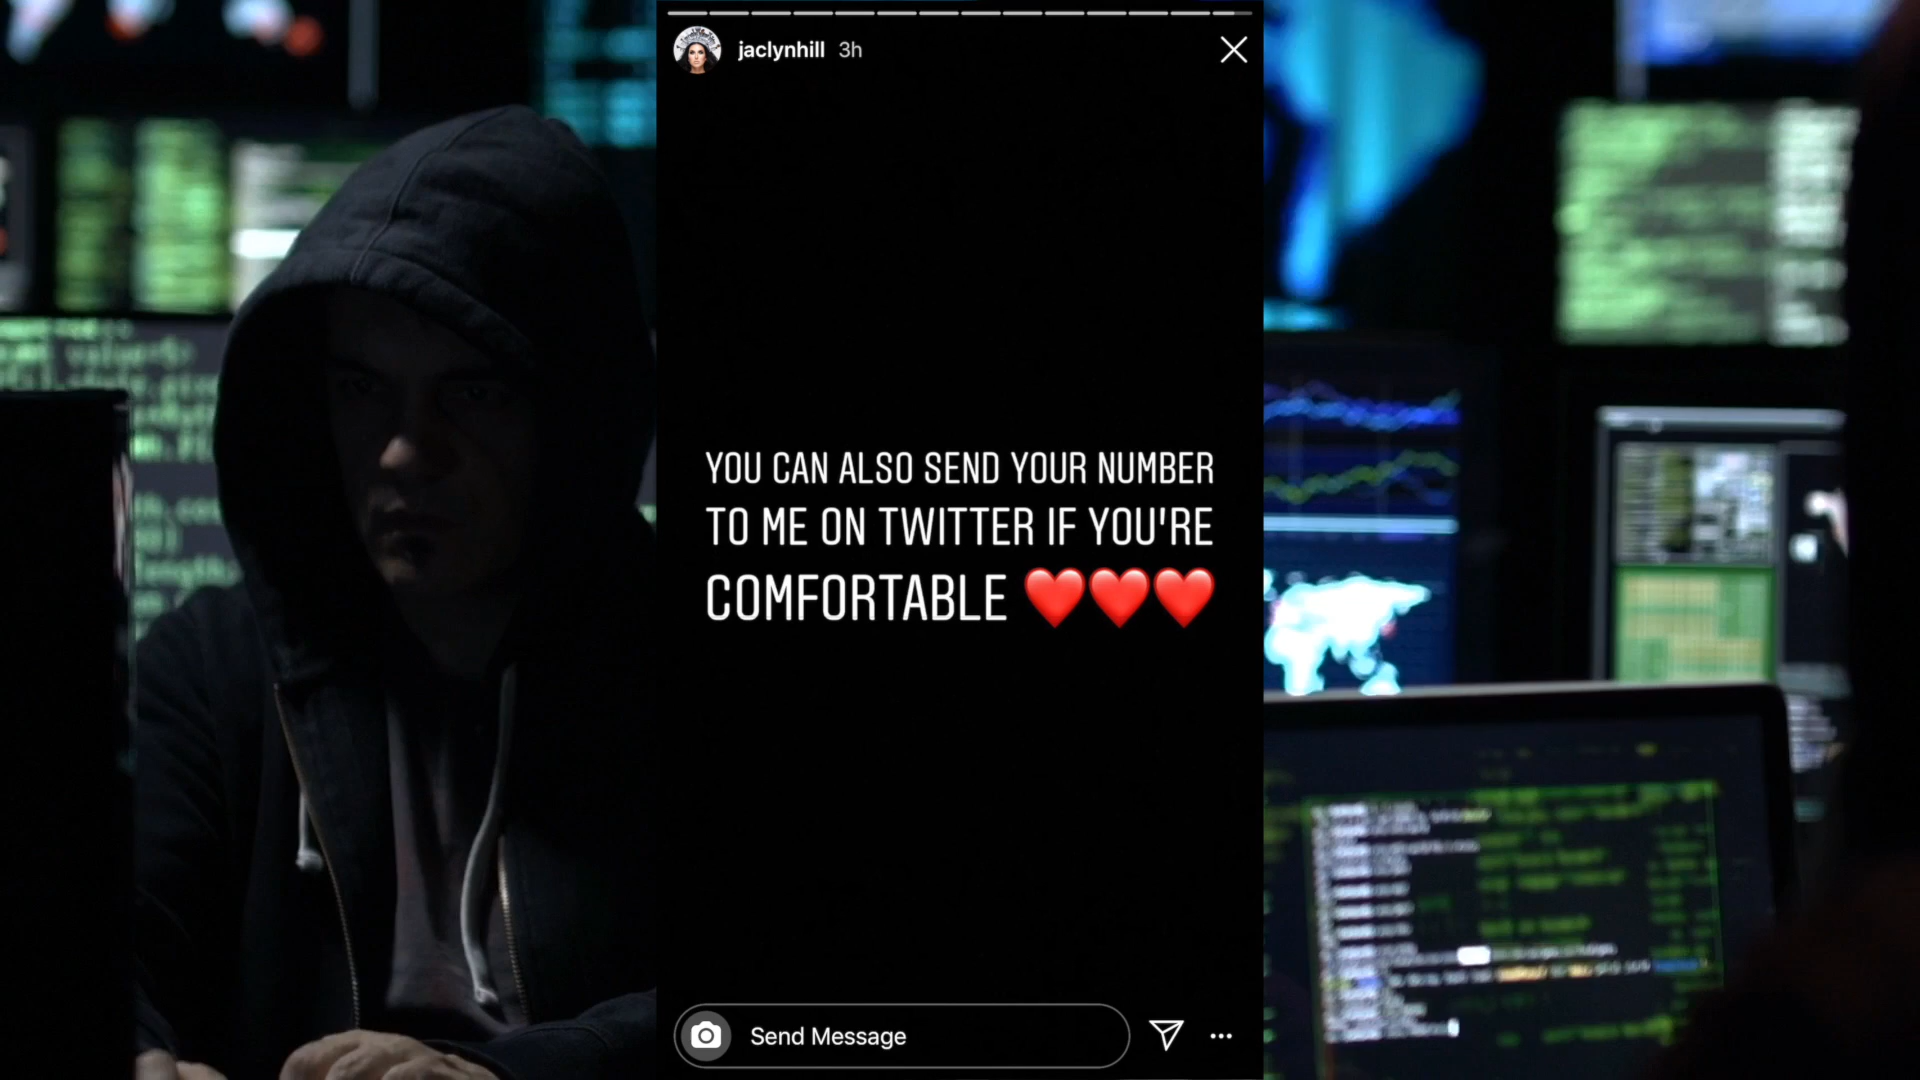 jaclynhill 3h
YOU CAN ALSO SEND YOUR NUMBER
TO ME ON TWITTER IF YOU'RE
COMFORTABLE ❤️❤️❤️
Send Message